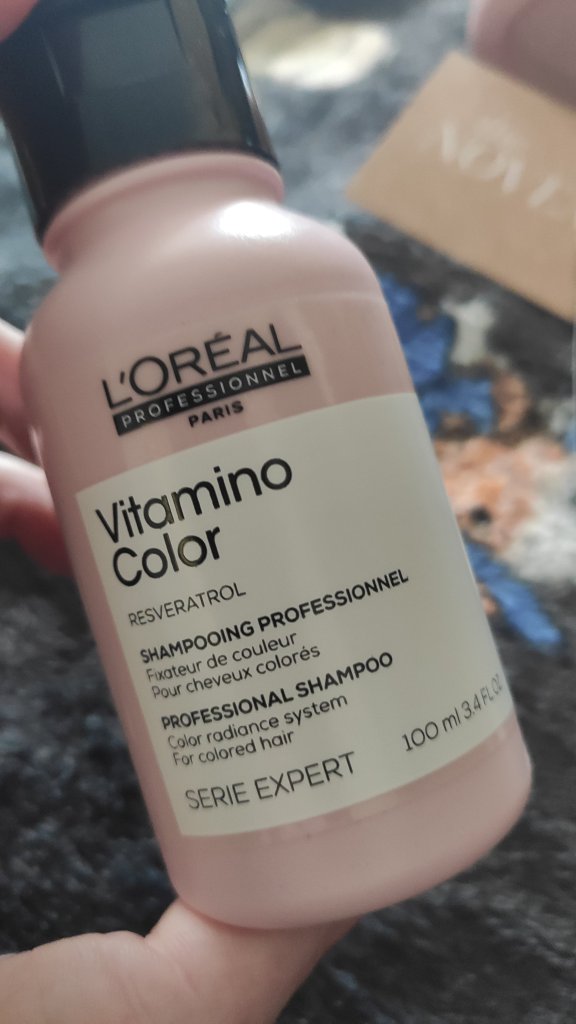 L'ORÉAL
PROFESSIONNEL
PARIS
Vitamino
Color
RESVERATROL
SHAMPOOING PROFESSIONNEL
Fixateur de couleur
Pour cheveux colorés
PROFESSIONAL SHAMPOO
Color radiance system
For colored hair
SERIE EXPERT
100 ml 3.4 FL OZ